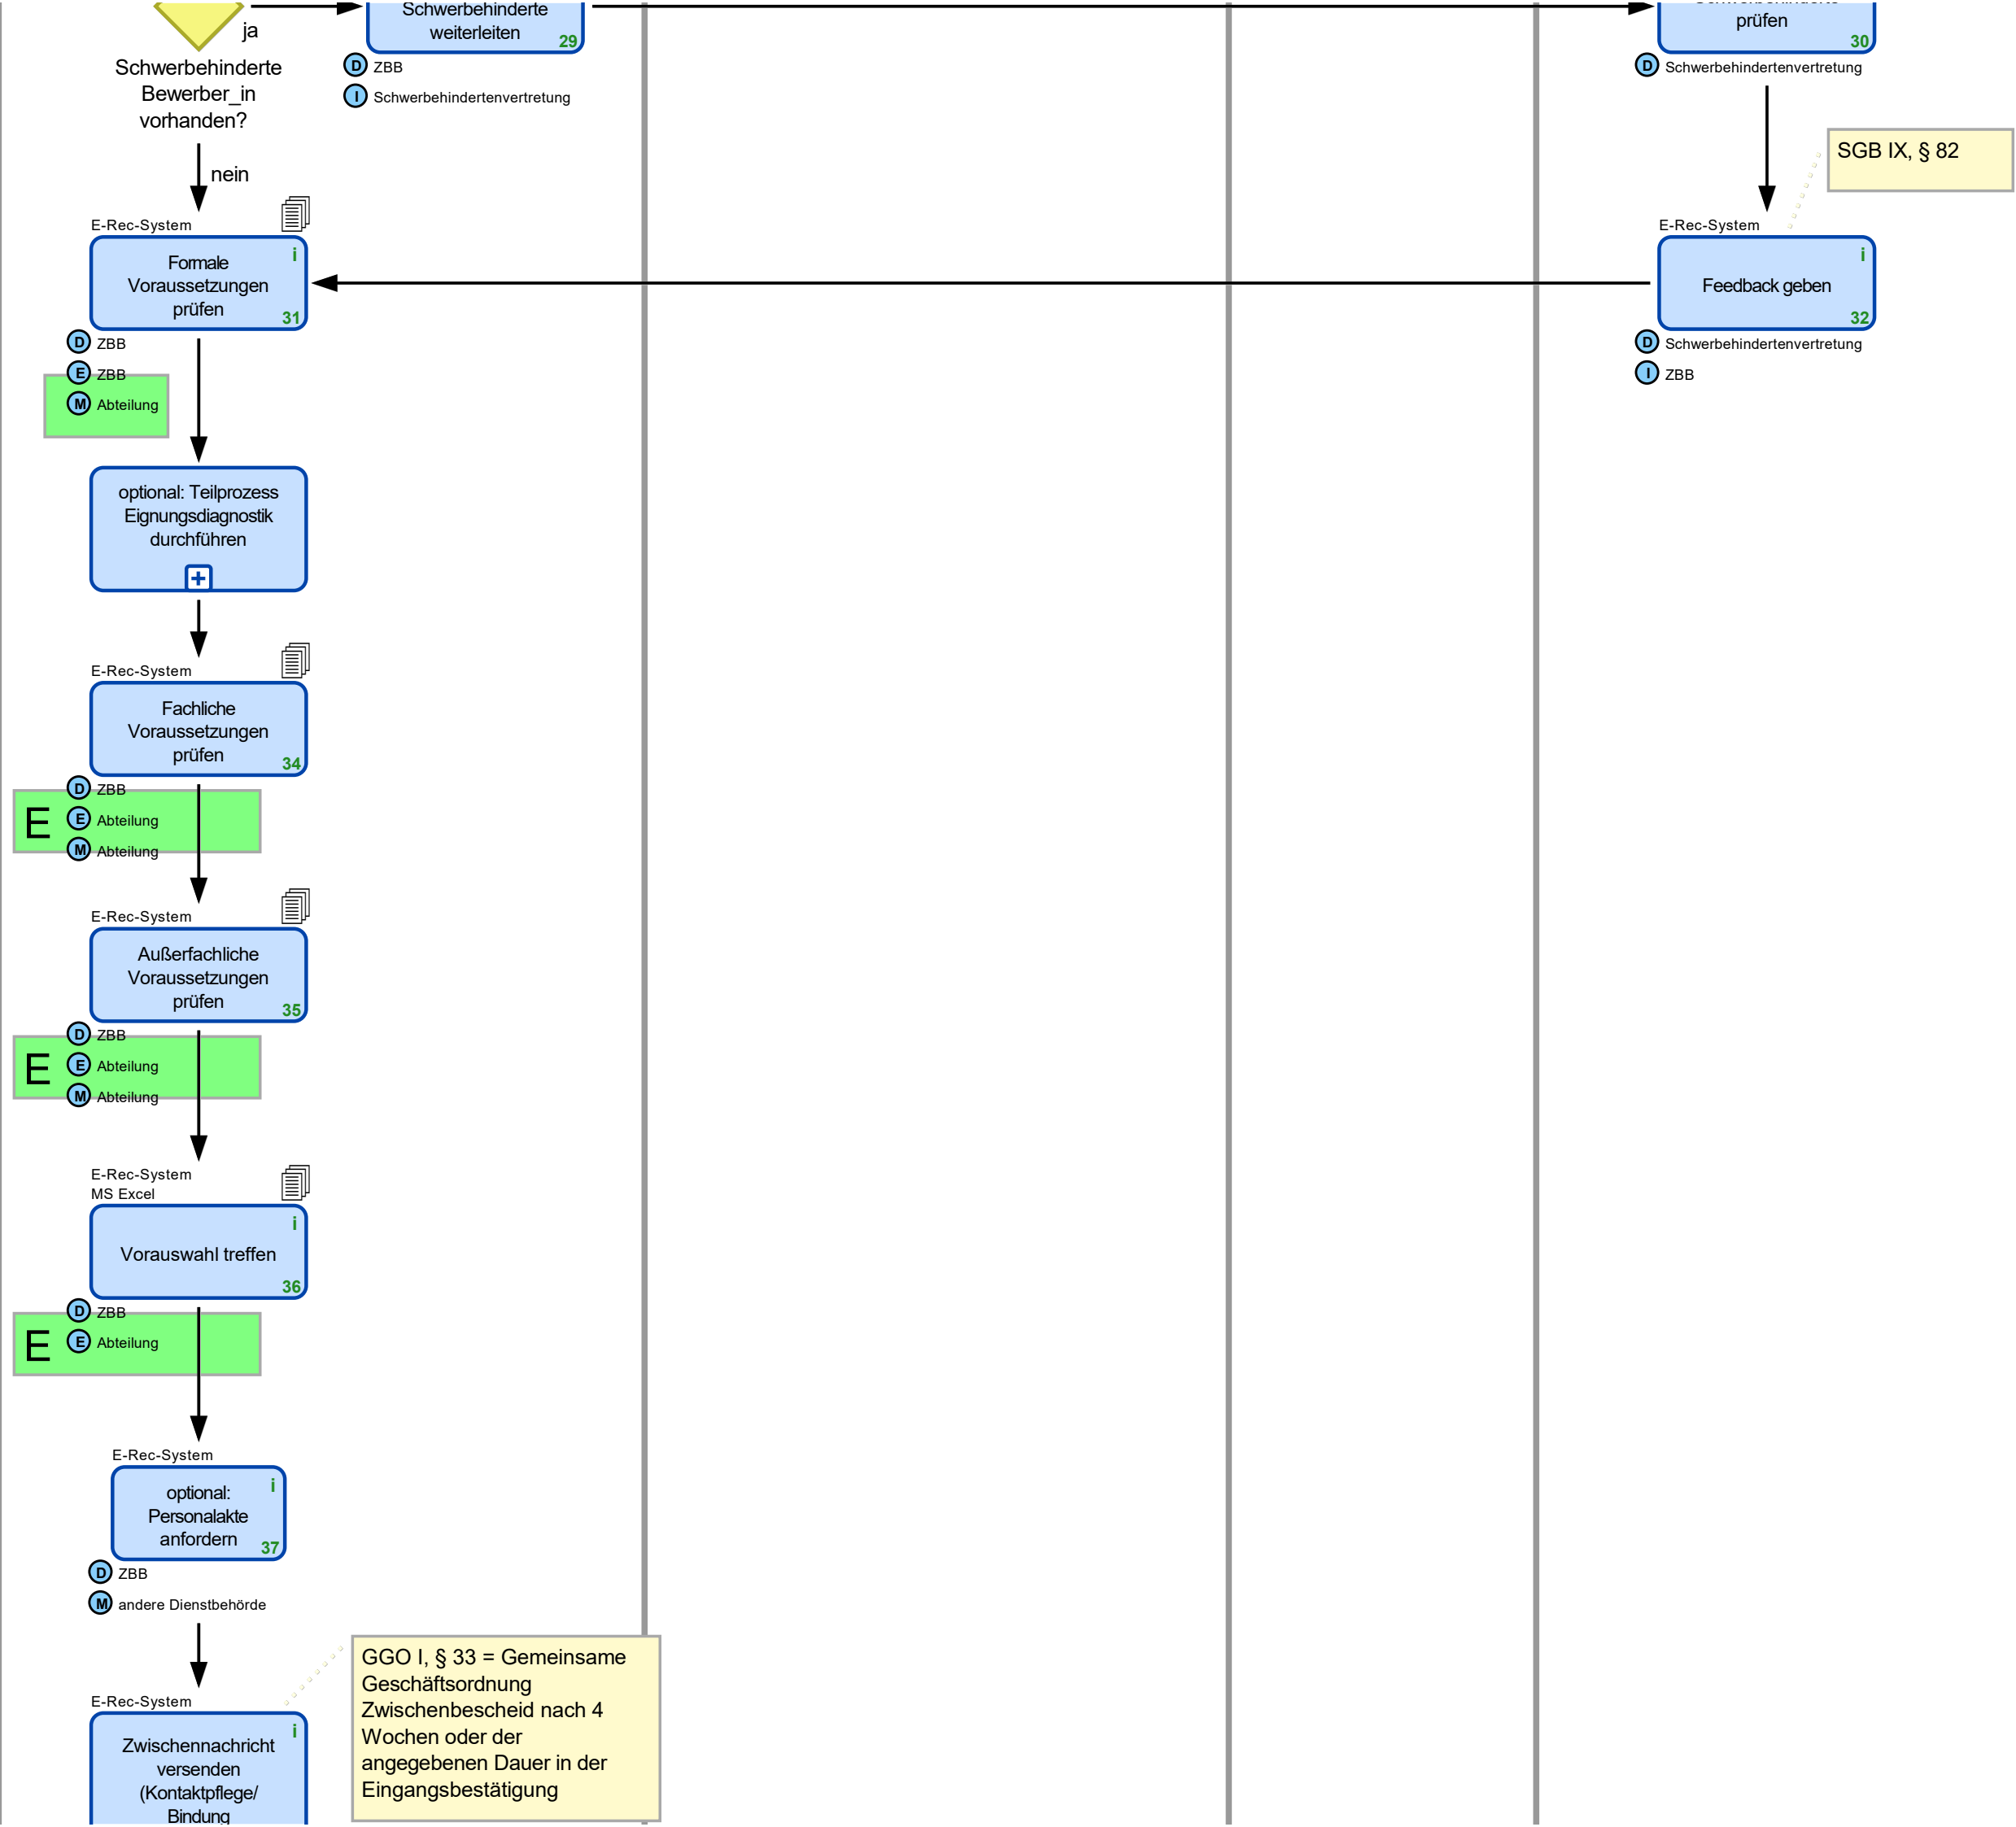 Schwerbehinderte
weiterleiten
29
prüfen
30
ja
D ZBB
I Schwerbehindertenvertretung
D Schwerbehindertenvertretung
Schwerbehinderte
Bewerber_in
vorhanden?
nein
SGB IX, § 82
E-Rec-System
i
Formale
Voraussetzungen
prüfen
31
D ZBB
E ZBB
M Abteilung
E-Rec-System
i
Feedback geben
32
D Schwerbehindertenvertretung
I ZBB
optional: Teilprozess
Eignungsdiagnostik
durchführen
E-Rec-System
Fachliche
Voraussetzungen
prüfen
34
E
D ZBB
E Abteilung
M Abteilung
E-Rec-System
Außerfachliche
Voraussetzungen
prüfen
35
E
D ZBB
E Abteilung
M Abteilung
E-Rec-System
MS Excel
i
Vorauswahl treffen
36
E
D ZBB
E Abteilung
E-Rec-System
i
optional:
Personalakte
anfordern
37
D ZBB
M andere Dienstbehörde
GGO I, § 33 = Gemeinsame
Geschäftsordnung
Zwischenbescheid nach 4
Wochen oder der
angegebenen Dauer in der
Eingangsbestätigung
E-Rec-System
i
Zwischennachricht
versenden
(Kontaktpflege/
Bindung